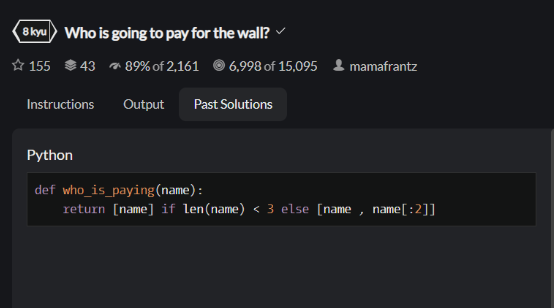 8 kyu Who is going to pay for the wall?
155 43 89% of 2,161 6,998 of 15,095 mamafrantz
Instructions Output Past Solutions
Python
def who_is_paying(name):
    return [name] if len(name) < 3 else [name , name[:2]]